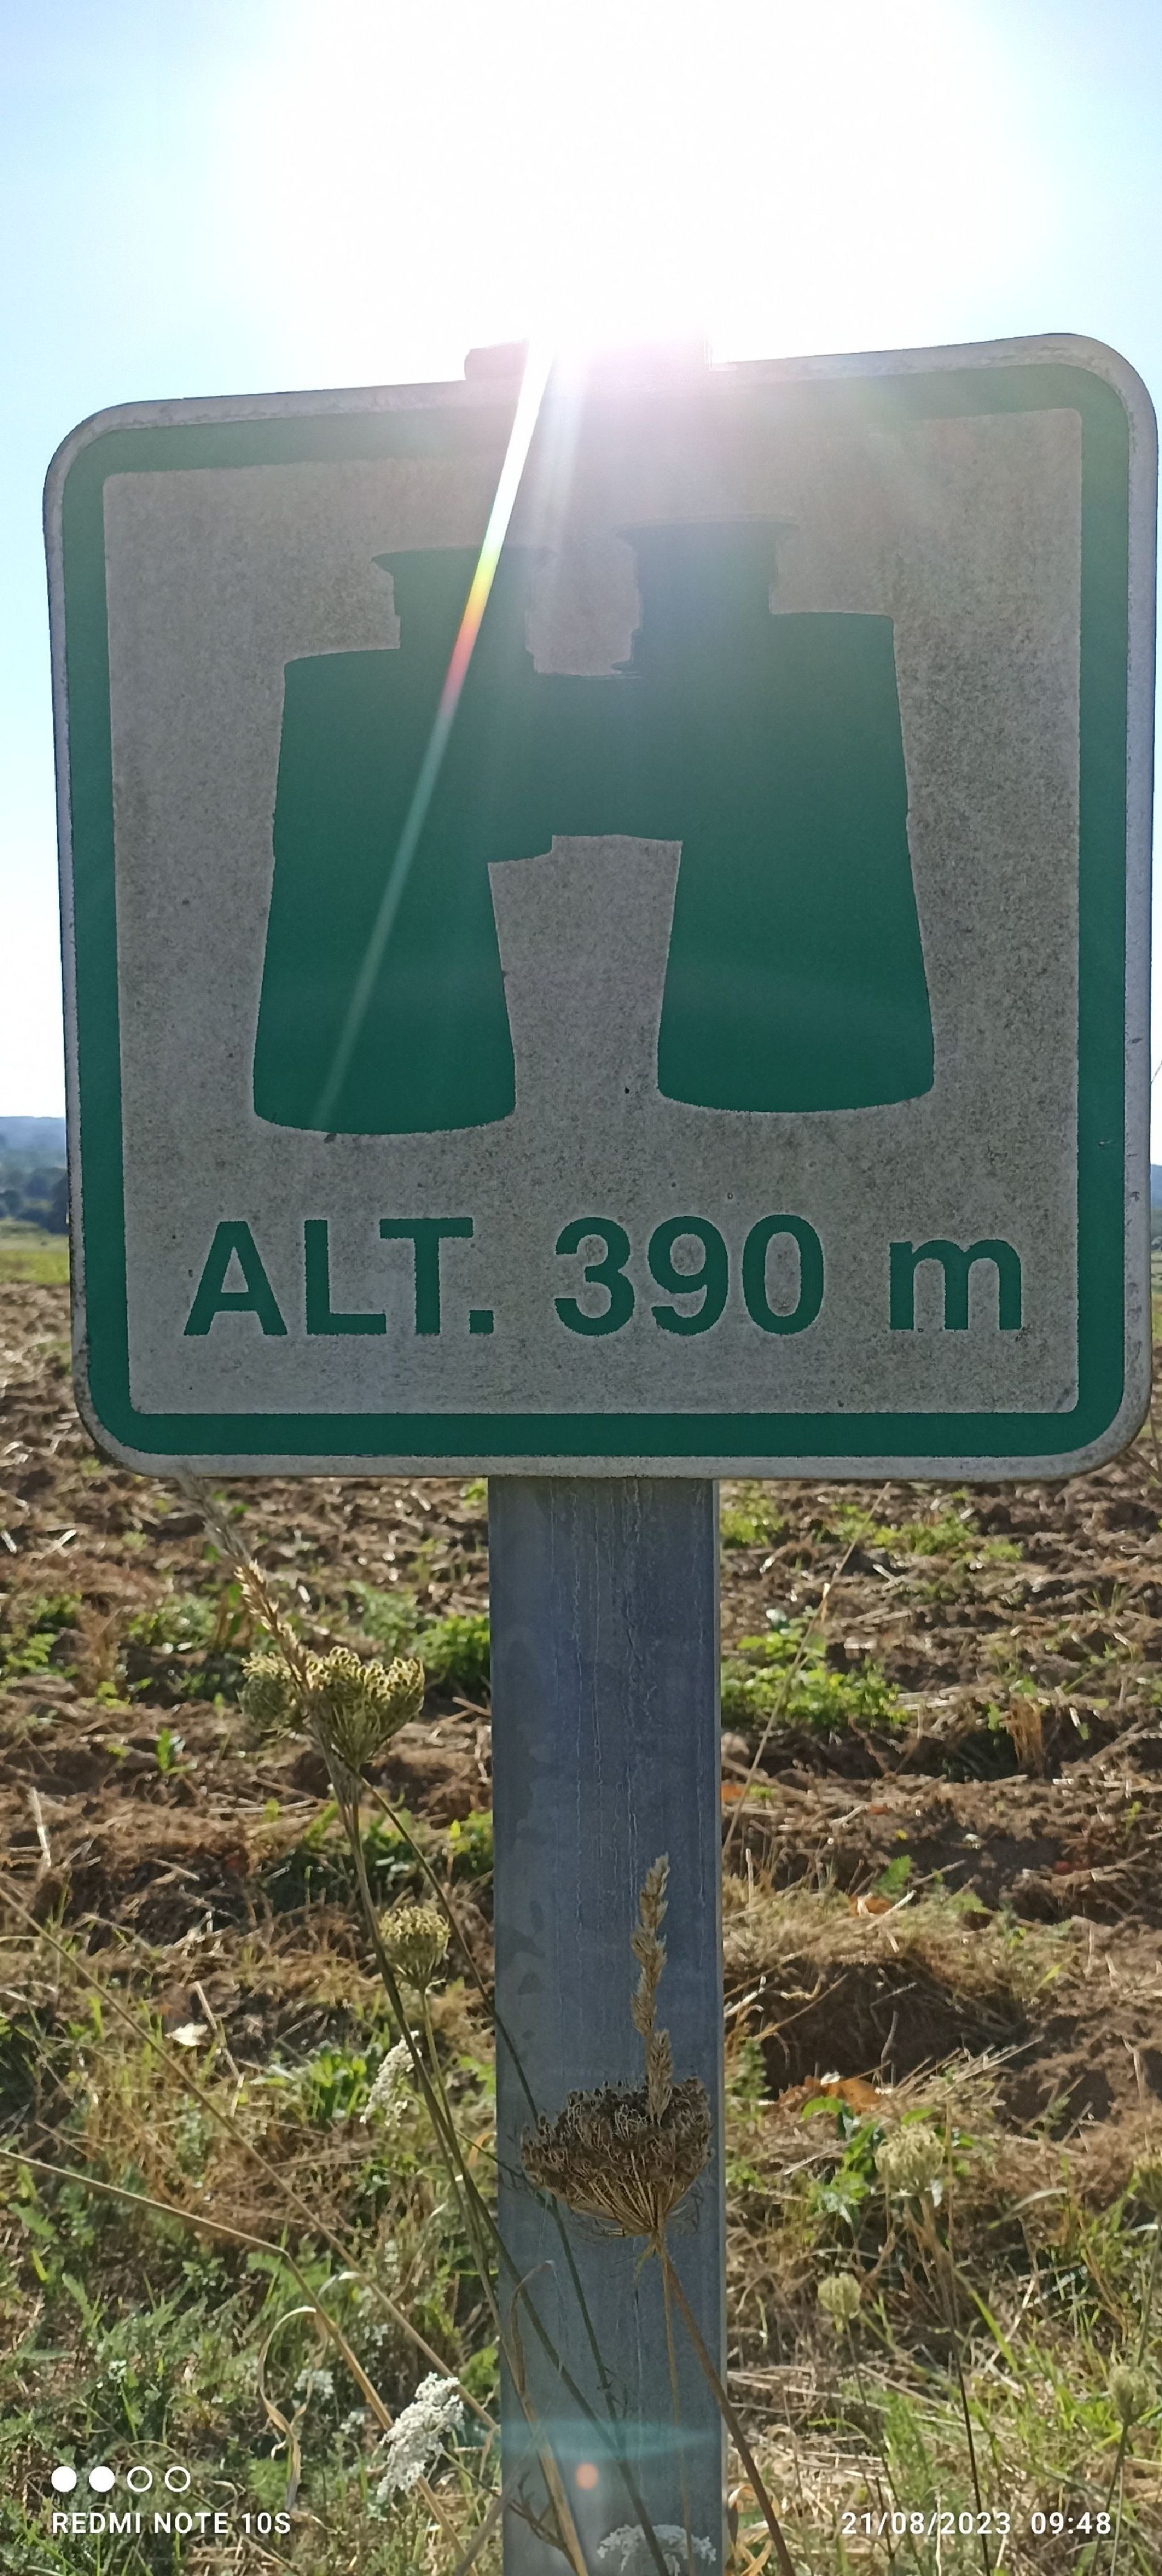 ALT. 390 m
REDMI NOTE 10S
21/08/2023 09:48